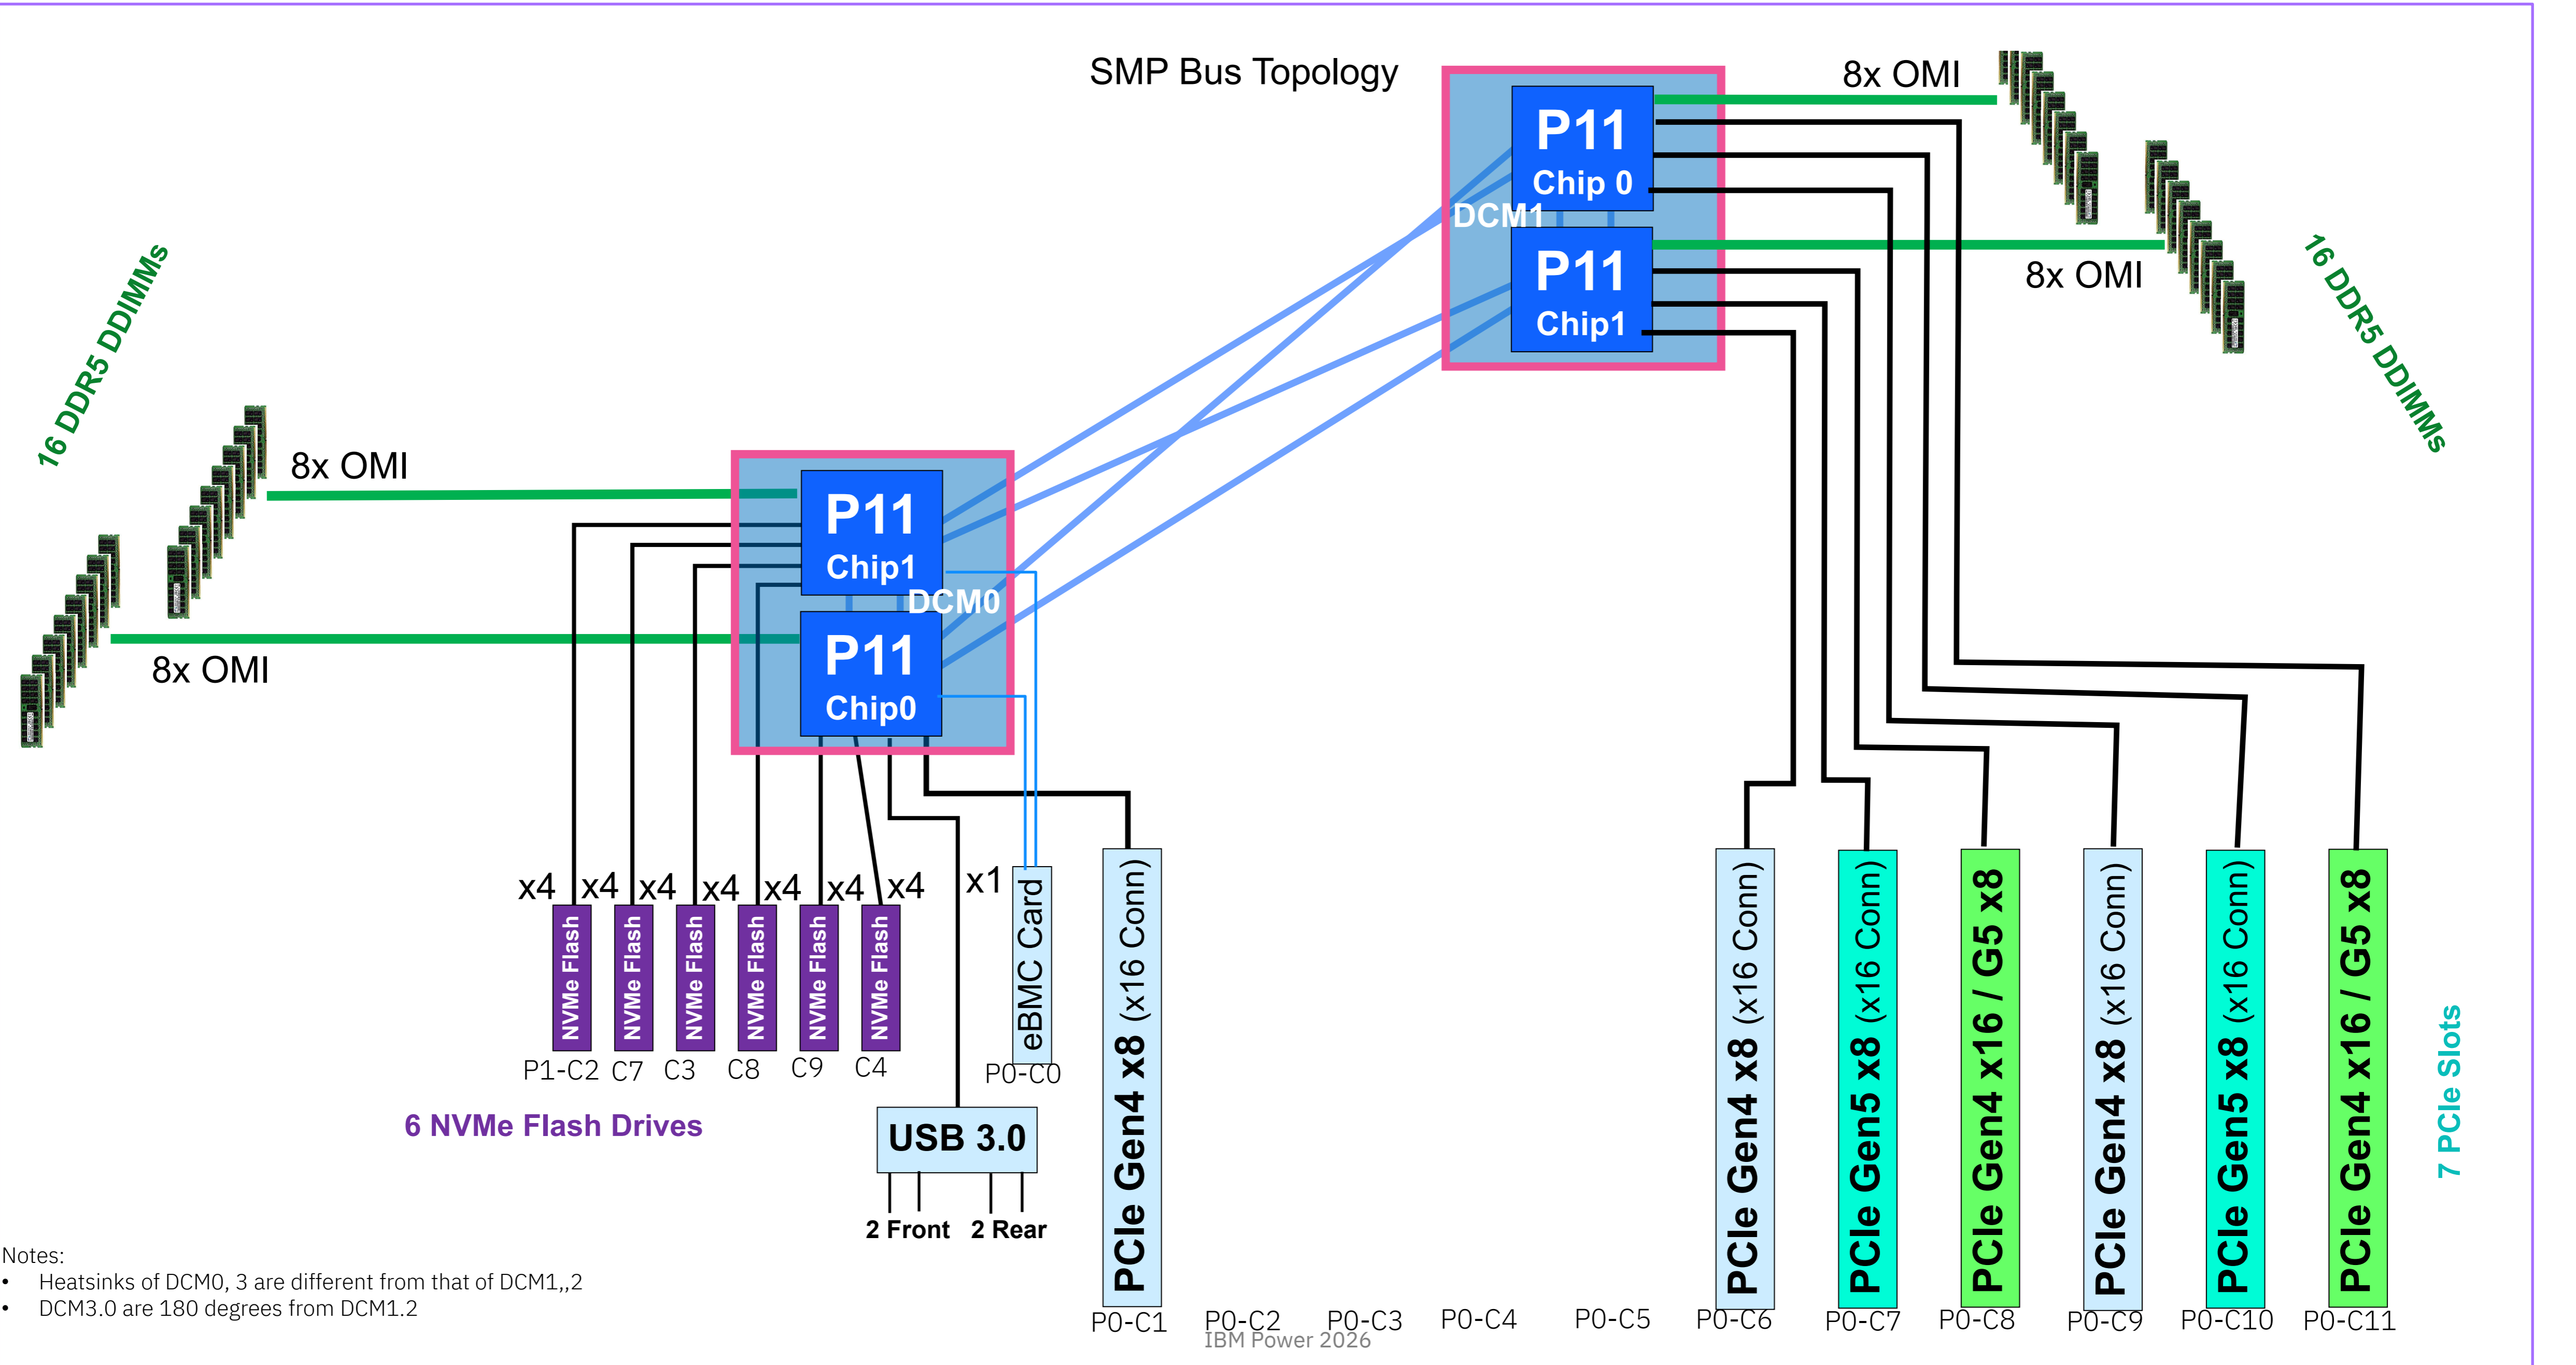 SMP Bus Topology
8x OMI
P11
Chip 0
DCM1
P11
Chip1
8x OMI
16 DDR5 DDIMMs
16 DDR5 DDIMMs
8x OMI
P11
Chip1
DCM0
P11
Chip0
8x OMI
x4 x4 x4 x4 x4 x4 x4 x1
NVMe Flash
NVMe Flash
NVMe Flash
NVMe Flash
NVMe Flash
NVMe Flash
eBMC Card
P1-C2 C7 C3 C8 C9 C4 P0-C0
6 NVMe Flash Drives
USB 3.0
2 Front 2 Rear
PCIe Gen4 x8 (x16 Conn)
PCIe Gen4 x8 (x16 Conn)
PCIe Gen5 x8 (x16 Conn)
PCIe Gen4 x16 / G5 x8
PCIe Gen4 x8 (x16 Conn)
PCIe Gen5 x8 (x16 Conn)
PCIe Gen4 x16 / G5 x8
7 PCIe Slots
P0-C1 P0-C2 P0-C3 P0-C4 P0-C5 P0-C6 P0-C7 P0-C8 P0-C9 P0-C10 P0-C11
Notes:
• Heatsinks of DCM0, 3 are different from that of DCM1,,2
• DCM3.0 are 180 degrees from DCM1.2
IBM Power 2026